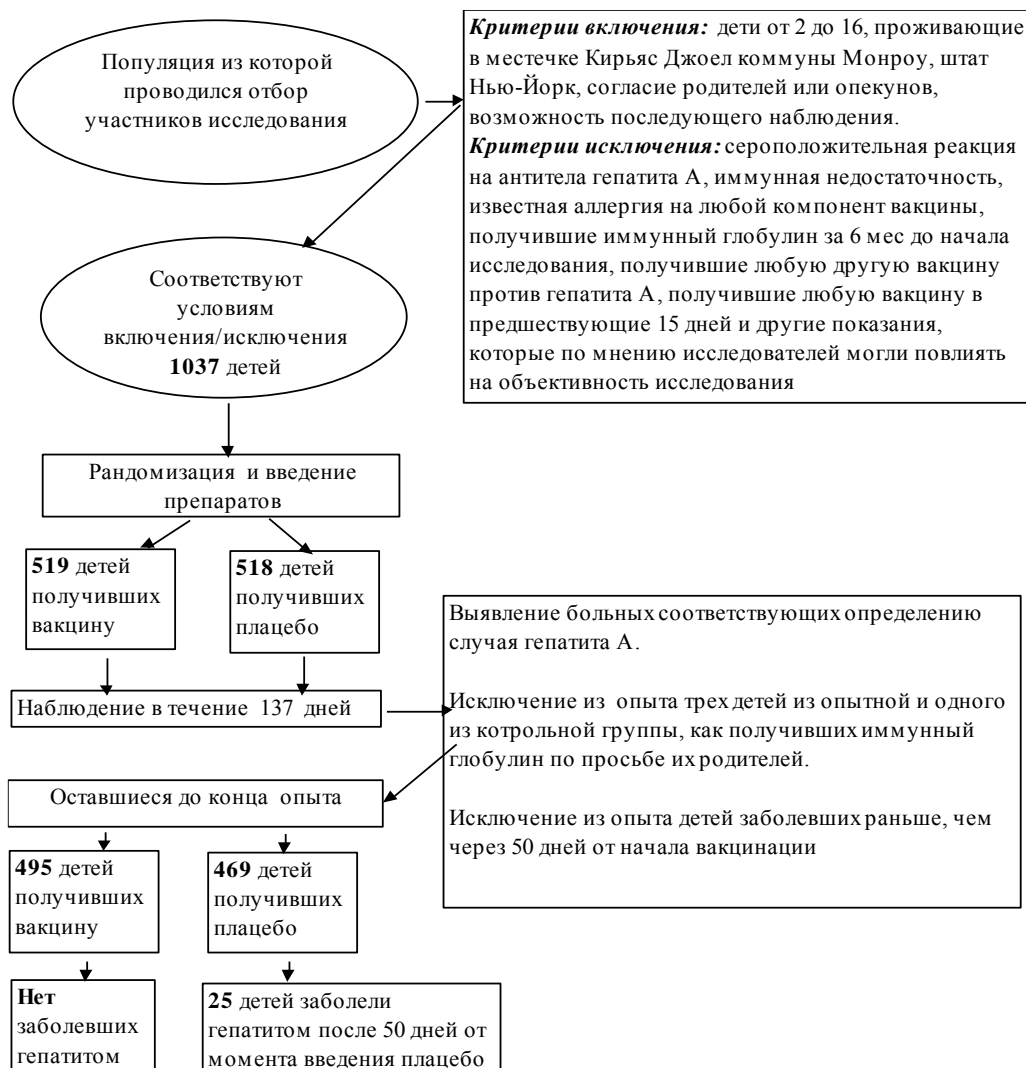 Популяция из которой
проводился отбор
участников исследования
Критерии включения: дети от 2 до 16, проживающие
в местечке Кирьяс Джоел коммуны Монроу, штат
Нью-Йорк, согласие родителей или опекунов,
возможность последующего наблюдения.
Критерии исключения: сероположительная реакция
на антитела гепатита А, иммунная недостаточность,
известная аллергия на любой компонент вакцины,
получившие иммунный глобулин за 6 мес до начала
исследования, получившие любую другую вакцину
против гепатита А, получившие любую вакцину в
предшествующие 15 дней и другие показания,
которые по мнению исследователей могли повлиять
на объективность исследования
Соответствуют
условиям
включения/исключения
1037 детей
Рандомизация и введение
препаратов
519 детей
получивших
вакцину
518 детей
получивших
плацебо
Наблюдение в течение 137 дней
Выявление больных соответствующих определению
случая гепатита А.
Исключение из опыта трех детей из опытной и одного
из котрольной группы, как получивших иммунный
глобулин по просьбе их родителей.
Исключение из опыта детей заболевших раньше, чем
через 50 дней от начала вакцинации
Оставшиеся до конца опыта
495 детей
получивших
вакцину
469 детей
получивших
плацебо
Нет
заболевших
гепатитом
25 детей заболели
гепатитом после 50 дней от
момента введения плацебо